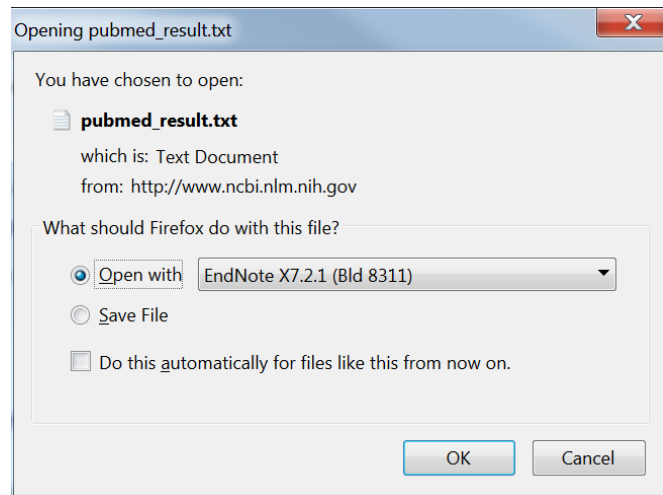 Opening pubmed_result.txt
You have chosen to open:
pubmed_result.txt
which is: Text Document
from: http://www.ncbi.nlm.nih.gov
What should Firefox do with this file?
Open with EndNote X7.2.1 (Bld 8311)
Save File
Do this automatically for files like this from now on.
OK Cancel